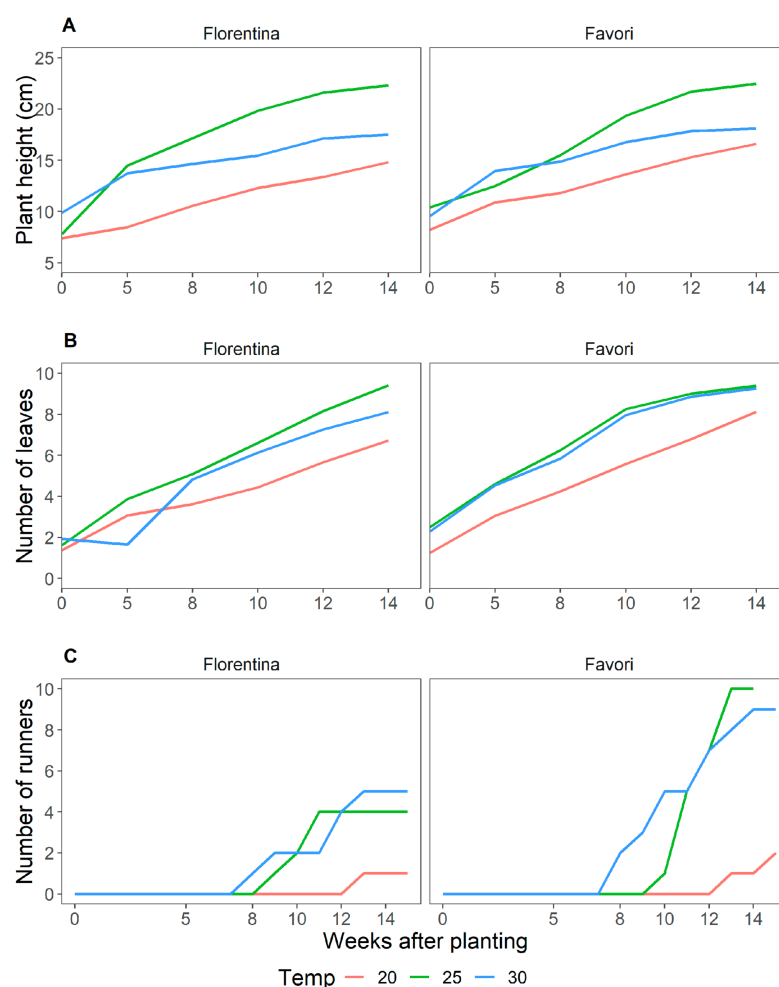 A
Florentina
Favori
Plant height (cm)
25
20
15
10
5
0 5 8 10 12 14
0 5 8 10 12 14
B
Florentina
Favori
Number of leaves
10
8
6
4
2
0
0 5 8 10 12 14
0 5 8 10 12 14
C
Florentina
Favori
Number of runners
10
8
6
4
2
0
0 5 8 10 12 14
0 5 8 10 12 14
Weeks after planting
Temp 20 25 30